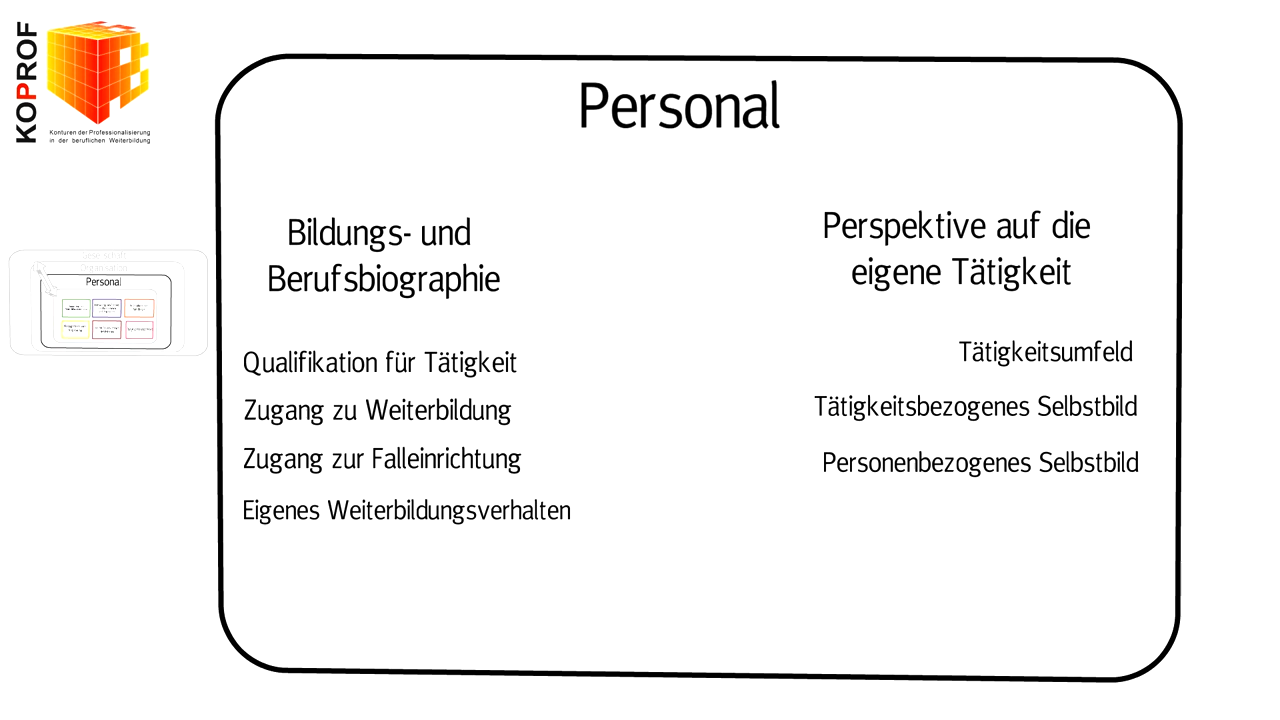 KOPROF
Konturen der Professionalisierung
in der beruflichen Weiterbildung
Personal
Bildungs- und
Berufsbiographie
Qualifikation für Tätigkeit
Zugang zu Weiterbildung
Zugang zur Falleinrichtung
Eigenes Weiterbildungsverhalten
Perspektive auf die
eigene Tätigkeit
Tätigkeitsumfeld
Tätigkeitsbezogenes Selbstbild
Personenbezogenes Selbstbild
Organisation
Personal